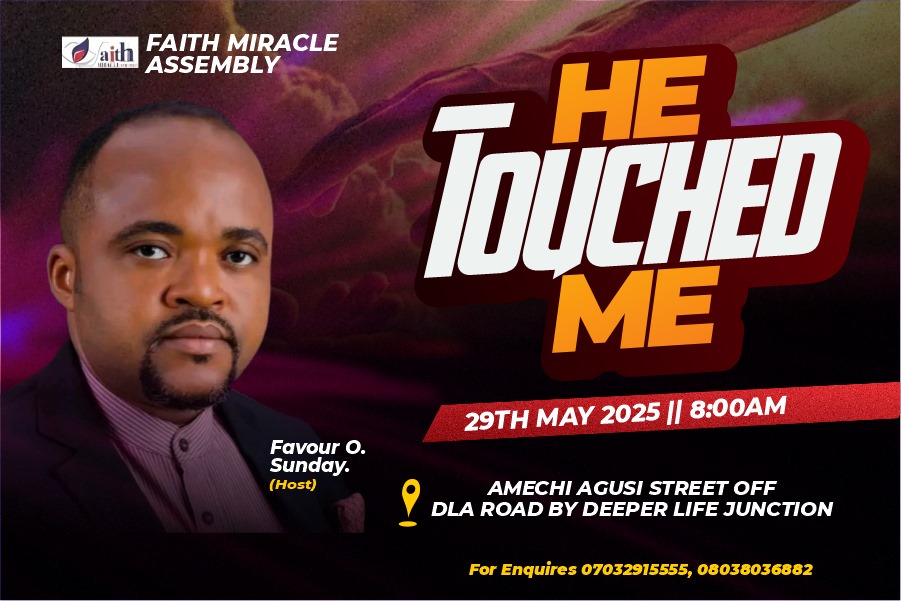 aith
FAITH MIRACLE
ASSEMBLY
HE
TOUCHED
ME
29TH MAY 2025 || 8:00AM
Favour O.
Sunday.
(Host)
AMECHI AGUSI STREET OFF
DLA ROAD BY DEEPER LIFE JUNCTION
For Enquires 07032915555, 08038036882